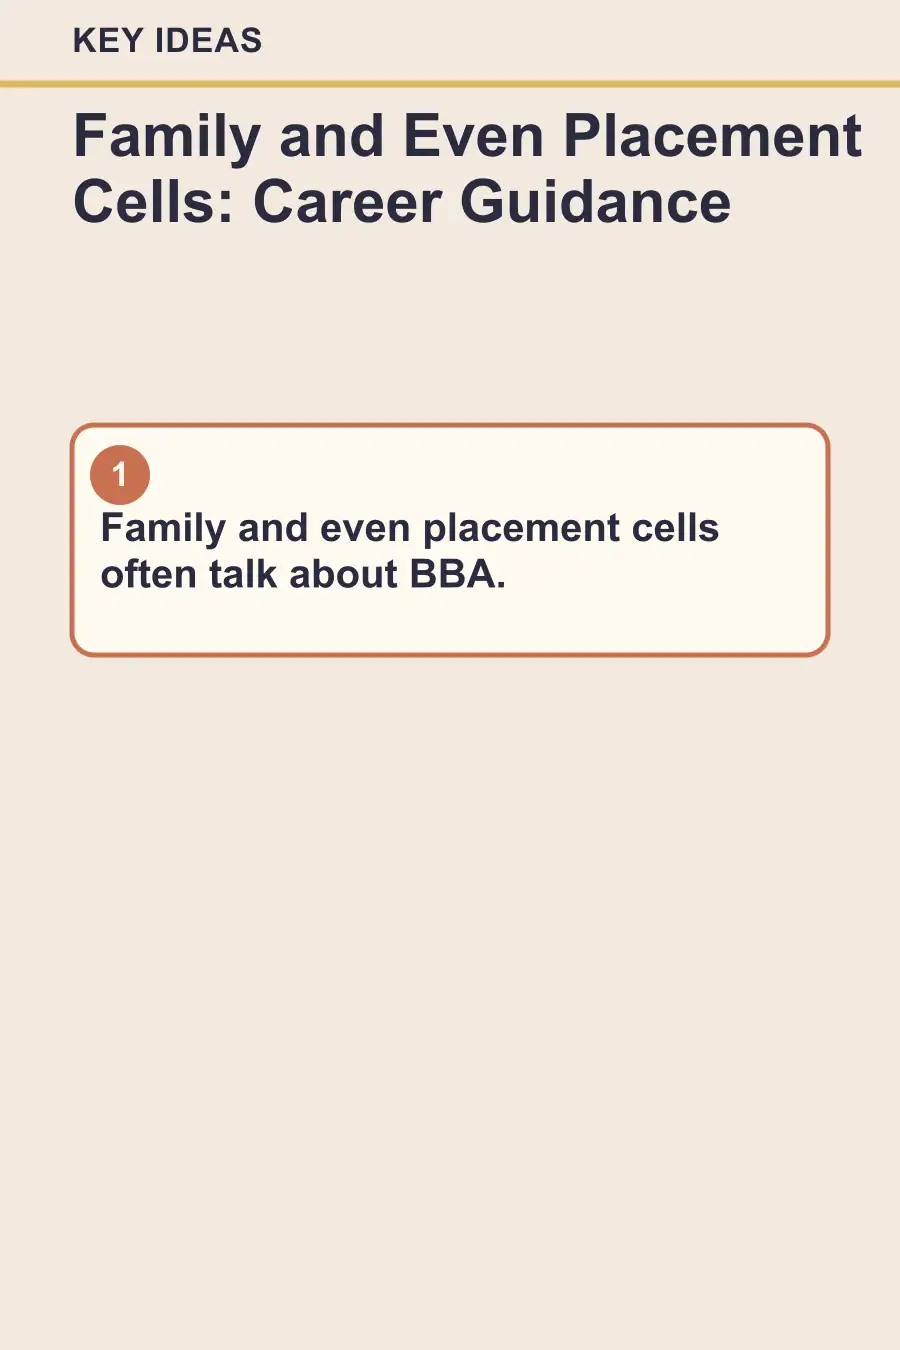 KEY IDEAS
Family and Even Placement
Cells: Career Guidance
1
Family and even placement cells
often talk about BBA.